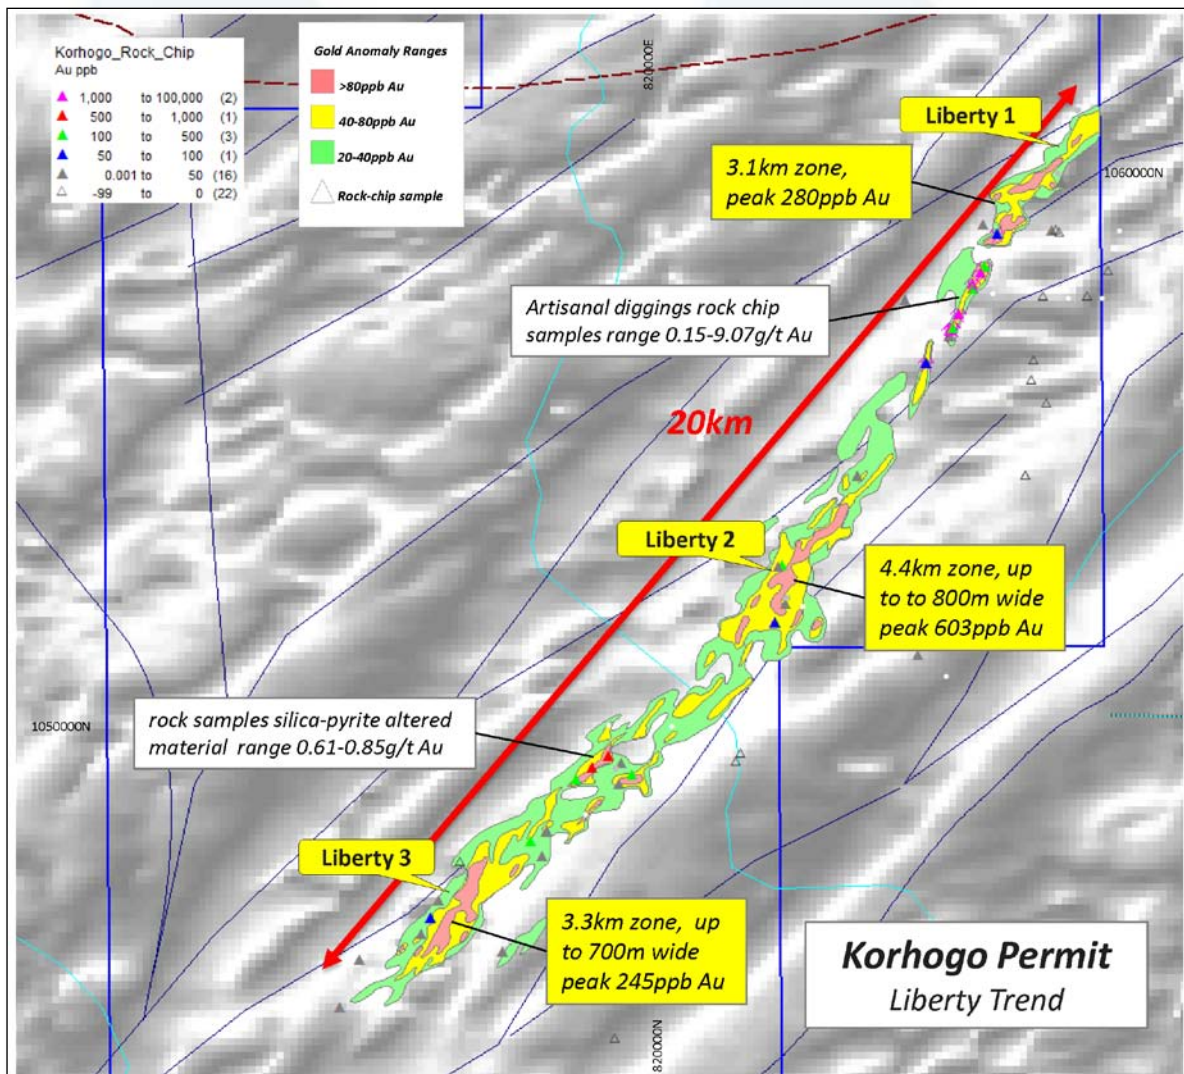 Korhogo_Rock_Chip
Au ppb
1,000 to 100,000 (2)
500 to 1,000 (1)
100 to 500 (3)
50 to 100 (1)
0.001 to 50 (16)
-99 to 0 (22)
Gold Anomaly Ranges
>80ppb Au
40-80ppb Au
20-40ppb Au
Rock-chip sample
820000E
Liberty 1
3.1km zone,
peak 280ppb Au
1060000N
Artisanal diggings rock chip
samples range 0.15-9.07g/t Au
20km
Liberty 2
4.4km zone, up
to to 800m wide
peak 603ppb Au
1050000N
rock samples silica-pyrite altered
material range 0.61-0.85g/t Au
Liberty 3
3.3km zone, up
to 700m wide
peak 245ppb Au
Korhogo Permit
Liberty Trend
820000N